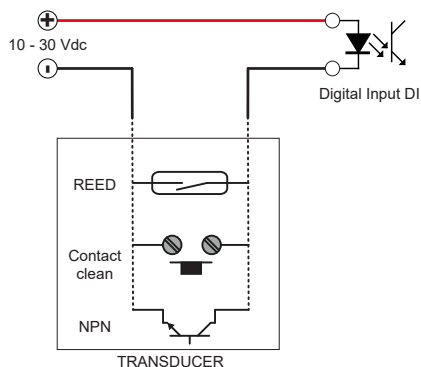 +
10 - 30 Vdc
-
Digital Input DI
REED
Contact
clean
NPN
TRANSDUCER